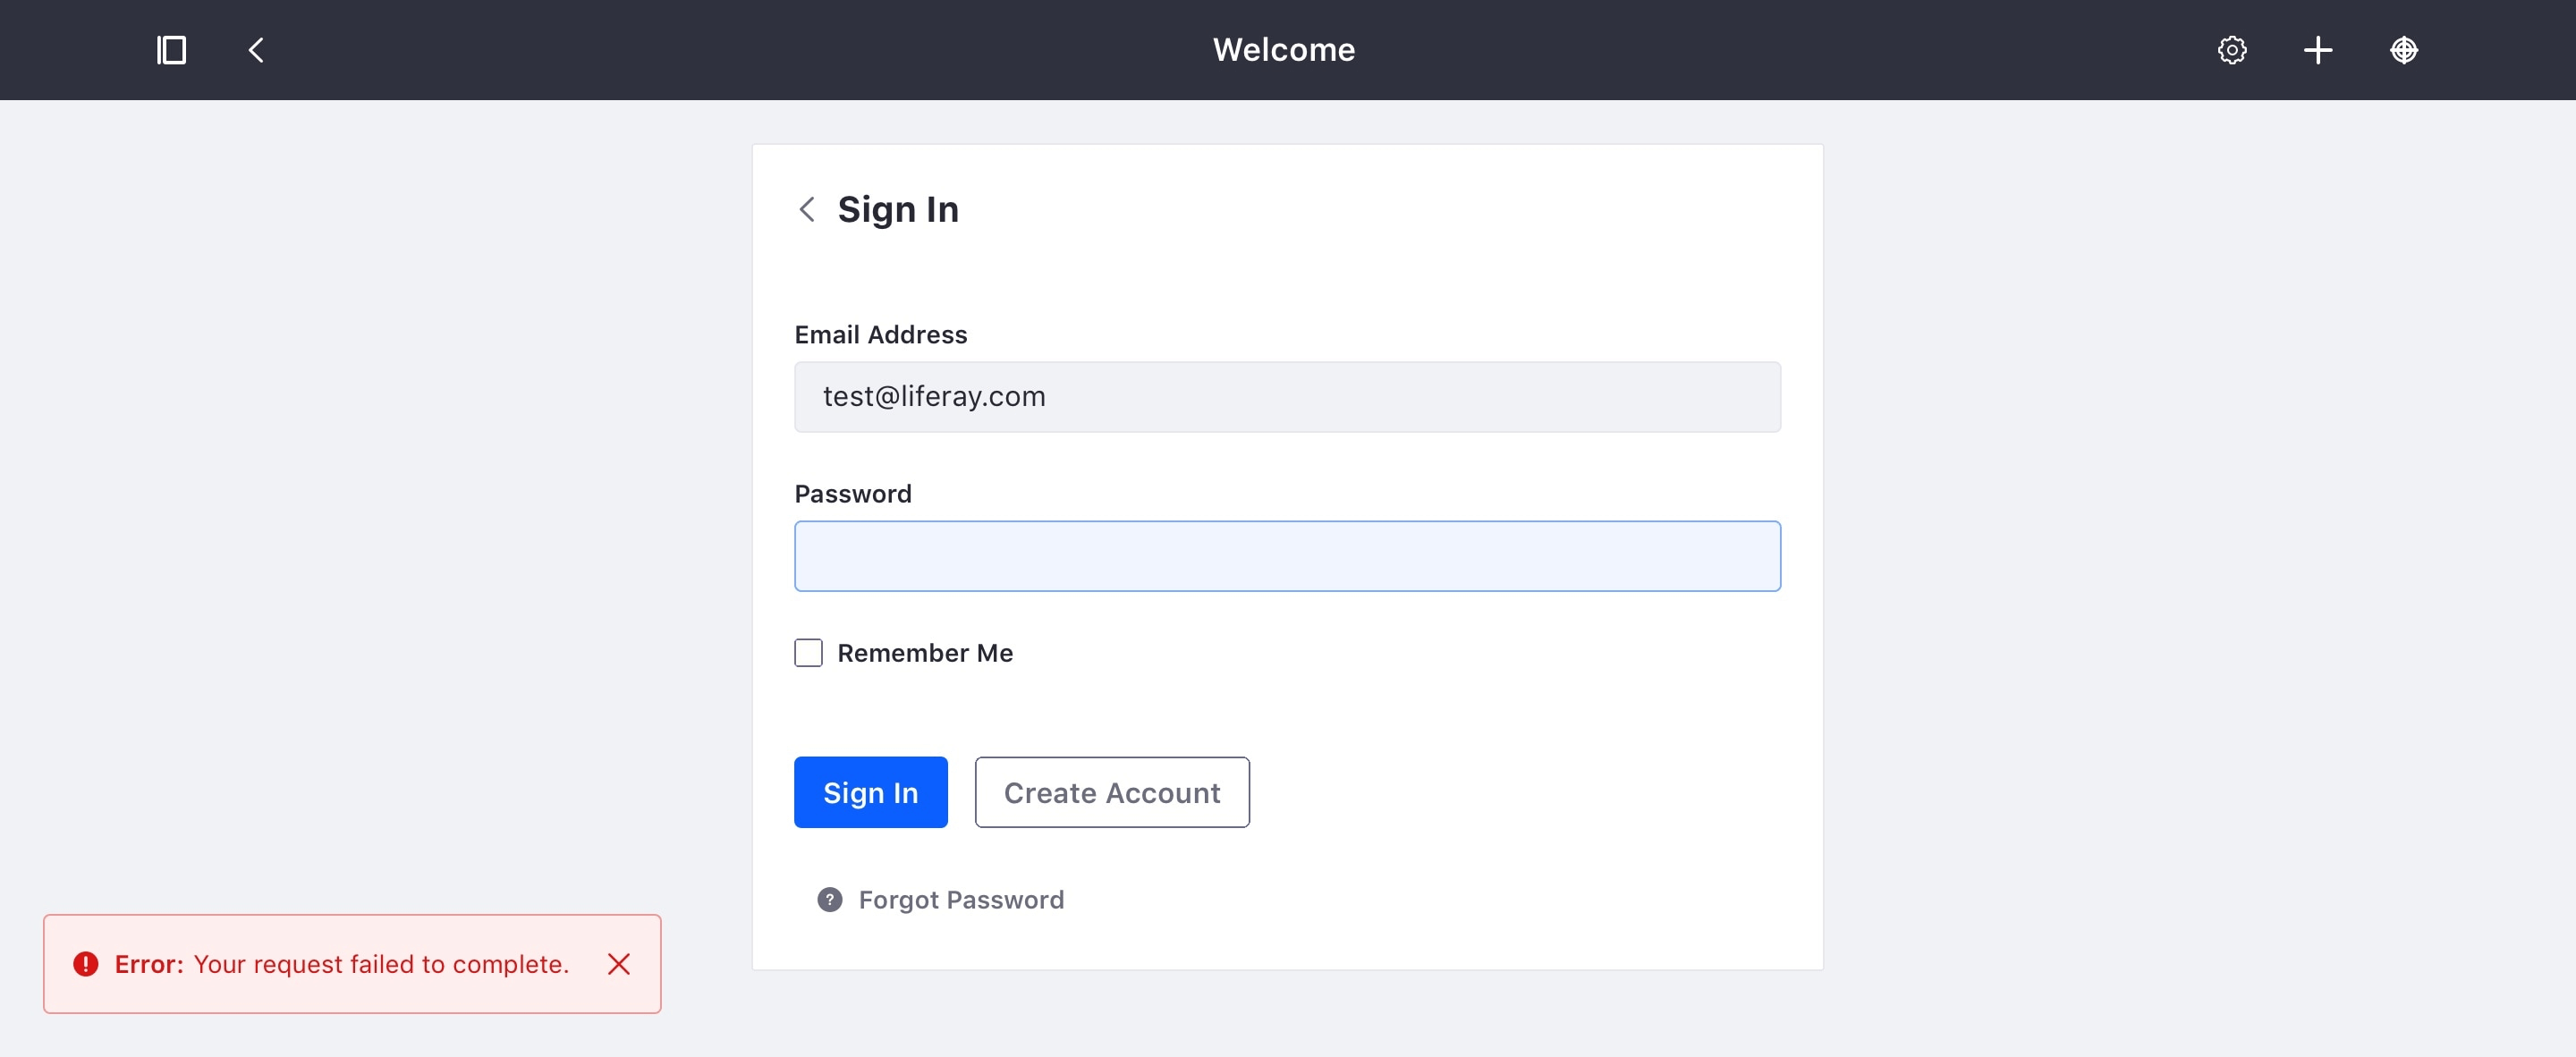 Welcome
Sign In
Email Address
test@liferay.com
Password
Remember Me
Sign In
Create Account
? Forgot Password
! Error: Your request failed to complete.